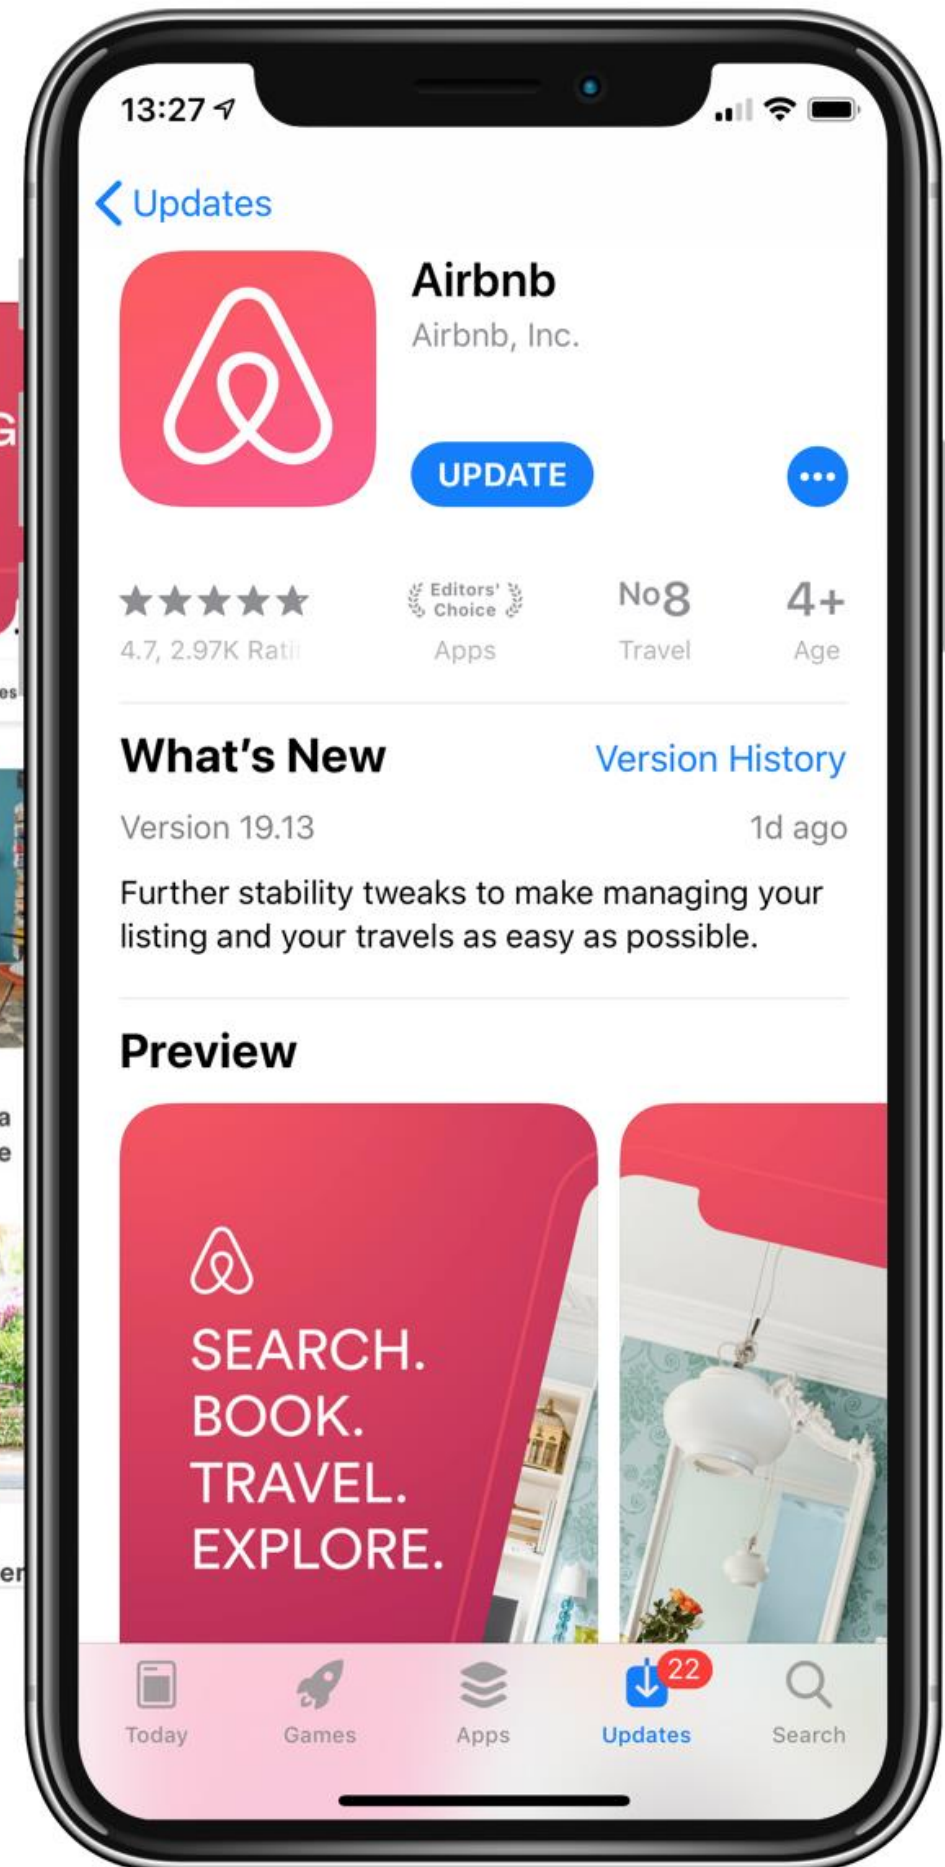 13:27
Updates
Airbnb
Airbnb, Inc.
UPDATE
Editors'
Choice
No8
4+
4.7, 2.97K
Apps
Travel
Age
What's New
Version History
Version 19.13
1d ago
Further stability tweaks to make managing your
listing and your travels as easy as possible.
Preview
SEARCH.
BOOK.
TRAVEL.
EXPLORE.
22
Today
Games
Apps
Updates
Search